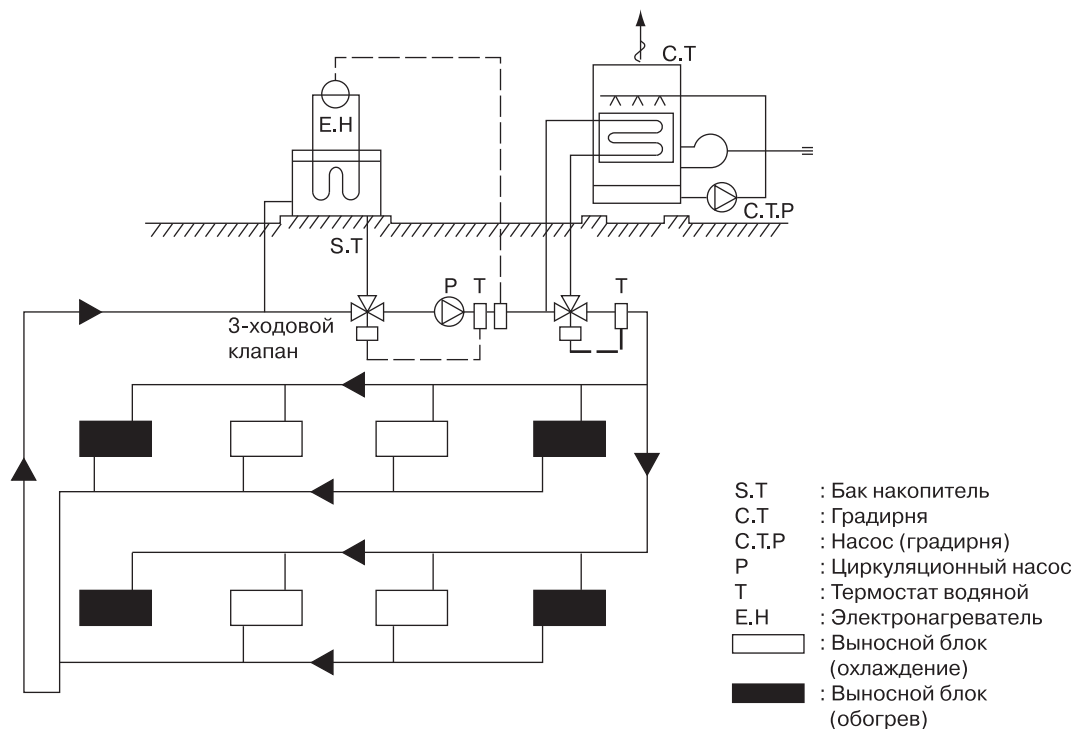 C.T
E.H
C.T.P
S.T
P
T
T
3-ходовой
клапан
S.T : Бак накопитель
C.T : Градирня
C.T.P : Насос (градирня)
P : Циркуляционный насос
T : Термостат водяной
E.H : Электронагреватель
: Выносной блок
(охлаждение)
: Выносной блок
(обогрев)